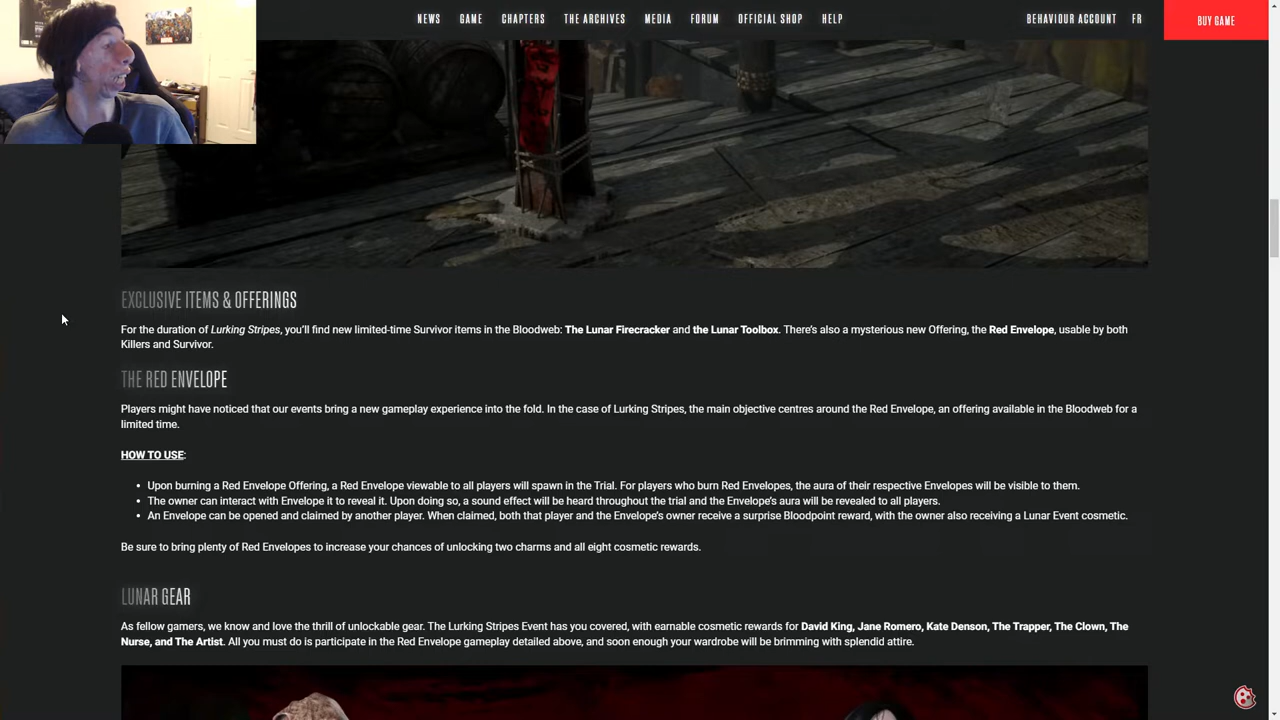 NEWS GAME CHAPTERS THE ARCHIVES MEDIA FORUM OFFICIAL SHOP HELP BEHAVIOUR ACCOUNT FR BUY GAME
EXCLUSIVE ITEMS & OFFERINGS
For the duration of Lurking Stripes, you'll find new limited-time Survivor items in the Bloodweb: The Lunar Firecracker and the Lunar Toolbox. There's also a mysterious new Offering, the Red Envelope, usable by both
Killers and Survivor.
THE RED ENVELOPE
Players might have noticed that our events bring a new gameplay experience into the fold. In the case of Lurking Stripes, the main objective centres around the Red Envelope, an offering available in the Bloodweb for a
limited time.
HOW TO USE:
• Upon burning a Red Envelope Offering, a Red Envelope viewable to all players will spawn in the Trial. For players who burn Red Envelopes, the aura of their respective Envelopes will be visible to them.
• The owner can interact with Envelope it to reveal it. Upon doing so, a sound effect will be heard throughout the trial and the Envelope's aura will be revealed to all players.
• An Envelope can be opened and claimed by another player. When claimed, both that player and the Envelope's owner receive a surprise Bloodpoint reward, with the owner also receiving a Lunar Event cosmetic.
Be sure to bring plenty of Red Envelopes to increase your chances of unlocking two charms and all eight cosmetic rewards.
LUNAR GEAR
As fellow gamers, we know and love the thrill of unlockable gear. The Lurking Stripes Event has you covered, with earnable cosmetic rewards for David King, Jane Romero, Kate Denson, The Trapper, The Clown, The
Nurse, and The Artist. All you must do is participate in the Red Envelope gameplay detailed above, and soon enough your wardrobe will be brimming with splendid attire.